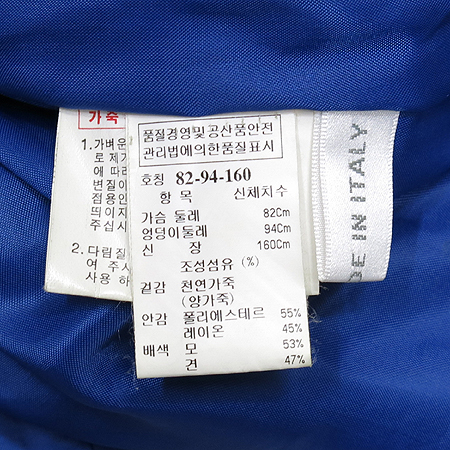 가죽
1. 가벼운
로 제거
에 따라
변질이
점용인
띄이지
주십시
2. 다림질
여 주시
사용 하
품질경영및공산품안전
관리법에의한품질표시
호칭 82-94-160
항 목 신체치수
가슴 둘레 82Cm
엉덩이둘레 94Cm
신 장 160Cm
조성섬유 (%)
겉감 천연가죽
(양가죽)
안감 폴리에스테르 55%
레이온 45%
배색 모 53%
견 47%
DE IN ITALY